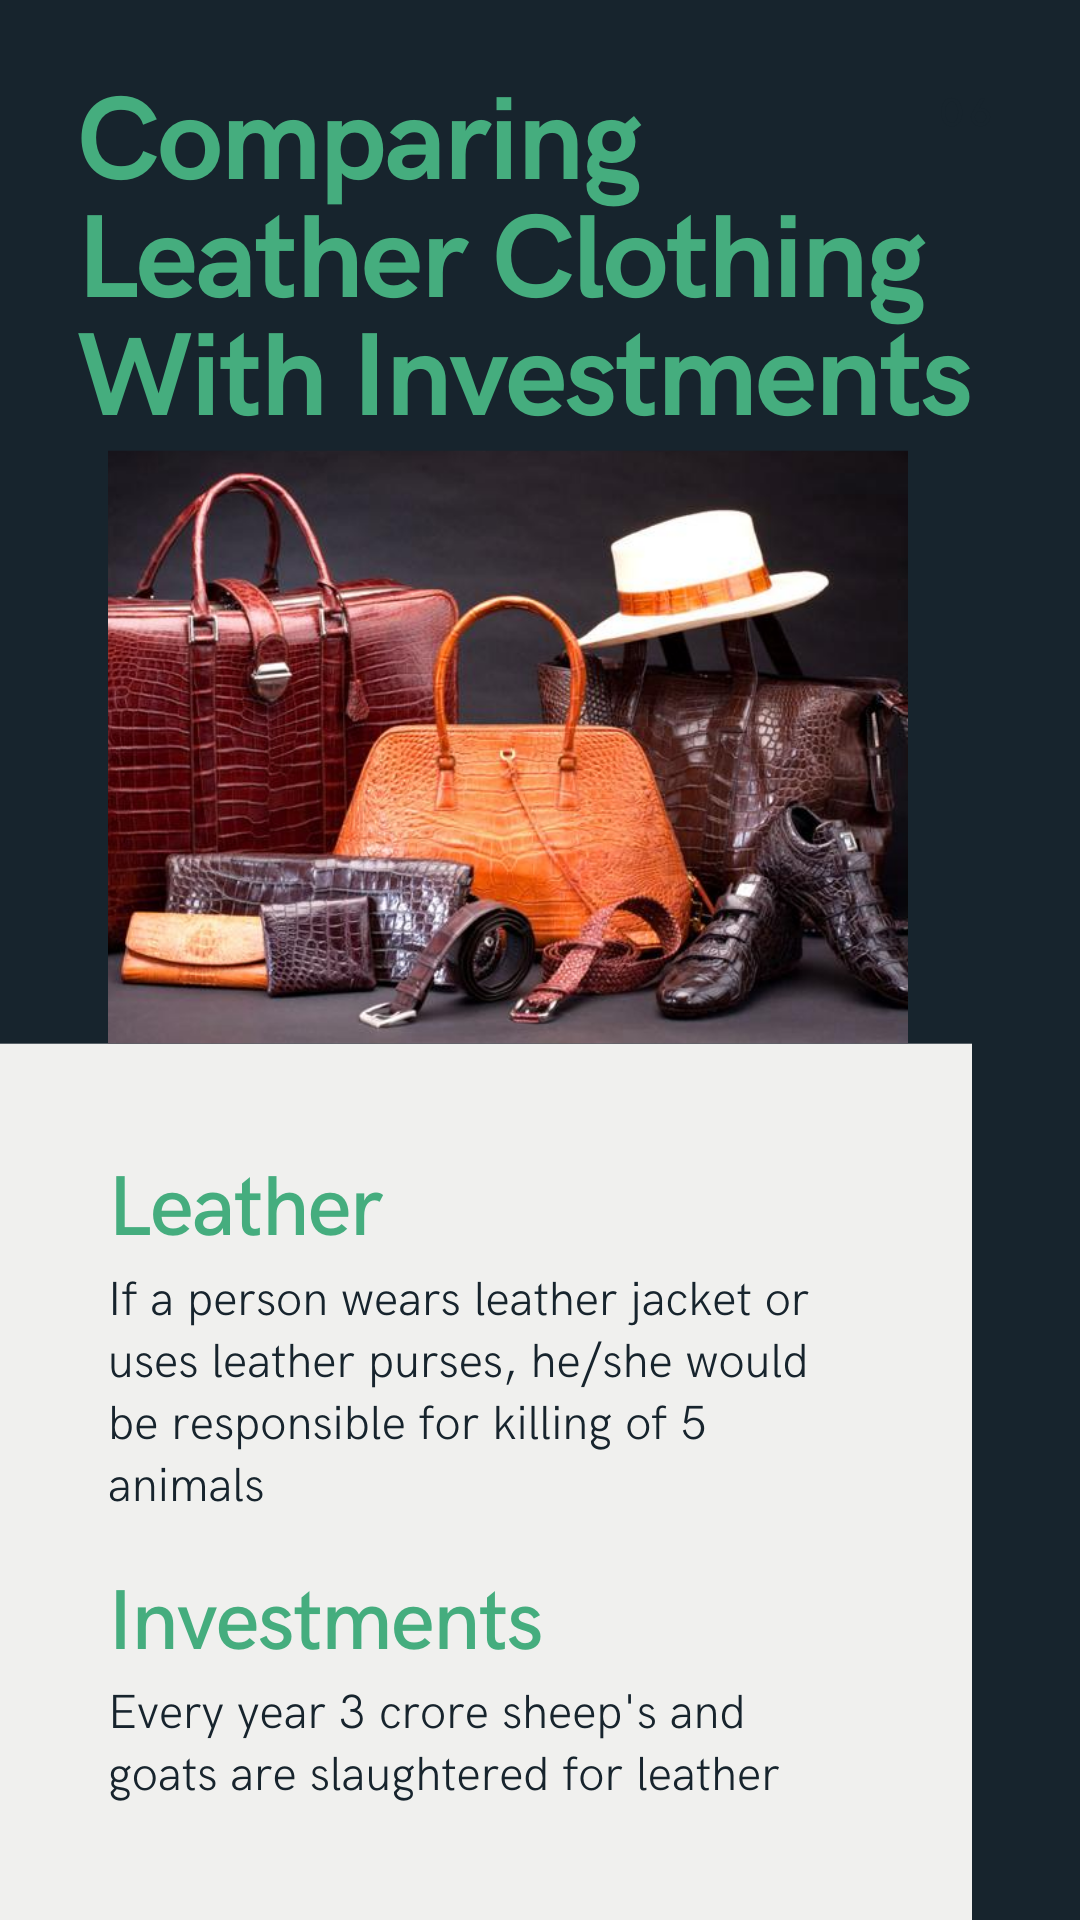 Comparing
Leather Clothing
With Investments
Leather
If a person wears leather jacket or
uses leather purses, he/she would
be responsible for killing of 5
animals
Investments
Every year 3 crore sheep's and
goats are slaughtered for leather